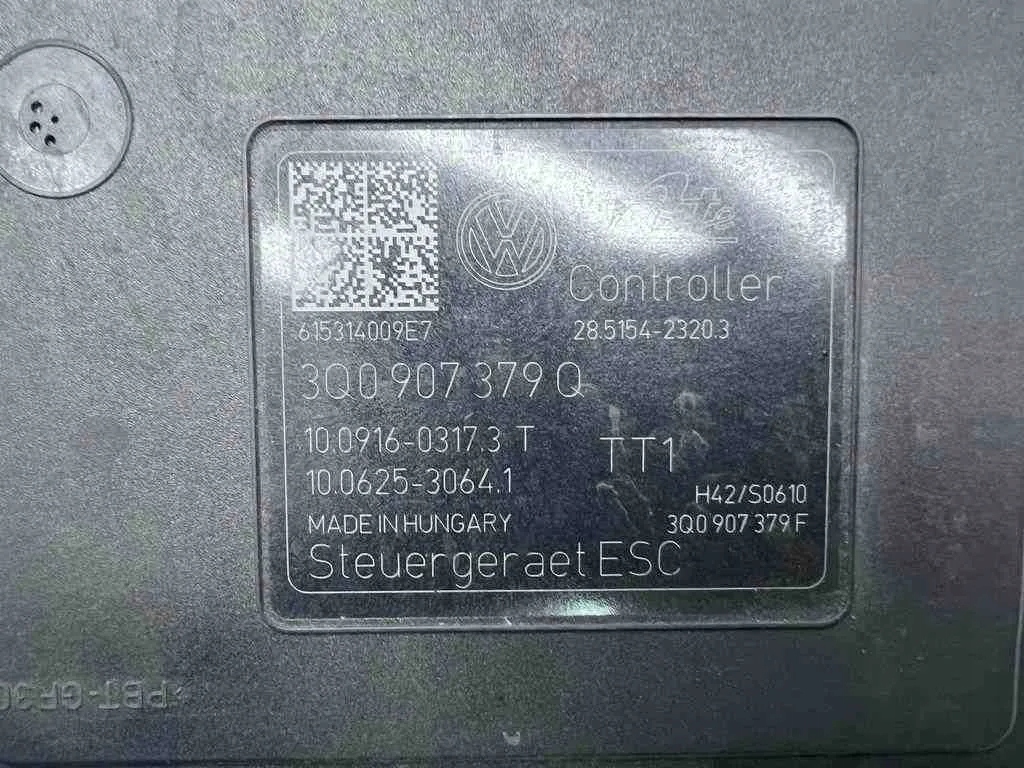 Controller
615314009E7
28.5154-2320.3
3Q0 907 379 Q
10.0916-0317.3 T
10.0625-3064.1
TT1
H42/S0610
MADE IN HUNGARY
3Q0 907 379 F
Steuergeraet ESC